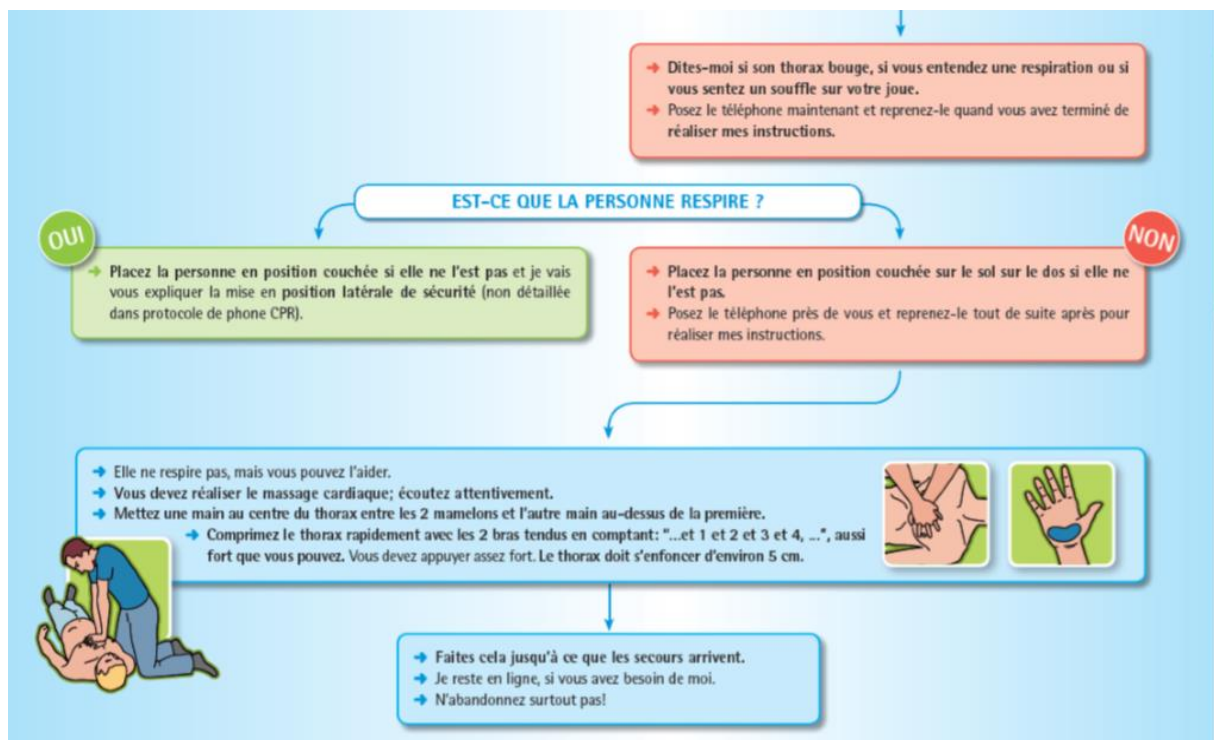 ➔ Dites-moi si son thorax bouge, si vous entendez une respiration ou si
vous sentez un souffle sur votre joue.
➔ Posez le téléphone maintenant et reprenez-le quand vous avez terminé de
réaliser mes instructions.
EST-CE QUE LA PERSONNE RESPIRE ?
OUI
➔ Placez la personne en position couchée si elle ne l'est pas et je vais
vous expliquer la mise en position latérale de sécurité (non détaillée
dans protocole de phone CPR).
NON
➔ Placez la personne en position couchée sur le sol sur le dos si elle ne
l'est pas.
➔ Posez le téléphone près de vous et reprenez-le tout de suite après pour
réaliser mes instructions.
➔ Elle ne respire pas, mais vous pouvez l'aider.
➔ Vous devez réaliser le massage cardiaque; écoutez attentivement.
➔ Mettez une main au centre du thorax entre les 2 mamelons et l'autre main au-dessus de la première.
➔ Comprimez le thorax rapidement avec les 2 bras tendus en comptant: "...et 1 et 2 et 3 et 4, ...", aussi
fort que vous pouvez. Vous devez appuyer assez fort. Le thorax doit s'enfoncer d'environ 5 cm.
➔ Faites cela jusqu'à ce que les secours arrivent.
➔ Je reste en ligne, si vous avez besoin de moi.
➔ N'abandonnez surtout pas!